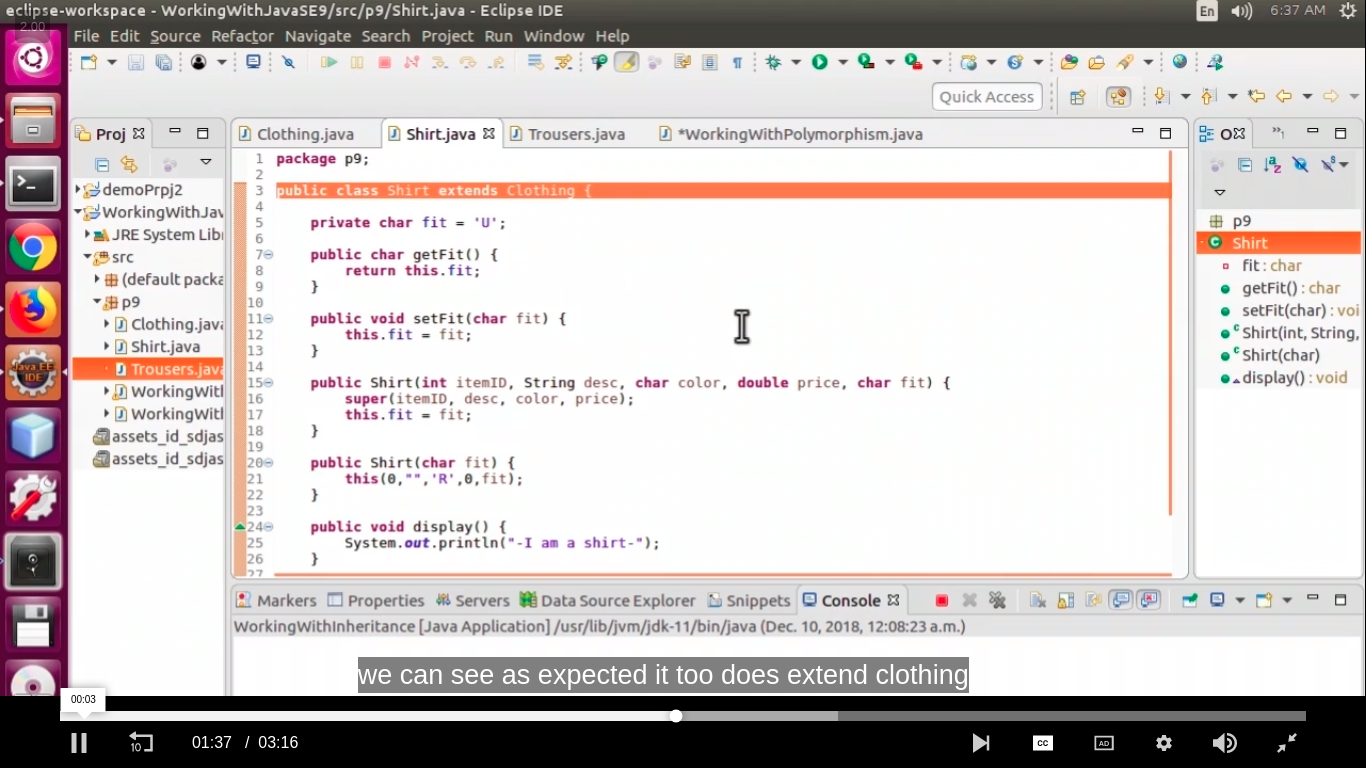 eclipse-workspace - WorkingWithJavaSE9/src/p9/Shirt.java - Eclipse IDE
En
6:37 AM
2.00
File Edit Source Refactor Navigate Search Project Run Window Help
Quick Access
Proj
Clothing.java
Shirt.java
Trousers.java
*WorkingWithPolymorphism.java
O
»1
demoPrpj2
WorkingWithJav
JRE System Lib
src
(default packa
p9
Clothing.java
Shirt.java
Trousers.java
WorkingWitl
WorkingWitl
assets_id_sdjas
assets_id_sdjas
Java EE
IDE
1 package p9;
2
3 public class Shirt extends Clothing {
4
5 private char fit = 'U';
6
7 public char getFit() {
8 return this.fit;
9 }
10
11 public void setFit(char fit) {
12 this.fit = fit;
13 }
14
15 public Shirt(int itemID, String desc, char color, double price, char fit) {
16 super(itemID, desc, color, price);
17 this.fit = fit;
18 }
19
20 public Shirt(char fit) {
21 this(0,"",'R',0,fit);
22 }
23
24 public void display() {
25 System.out.println("-I am a shirt-");
26 }
27
p9
Shirt
fit : char
getFit() : char
setFit(char) : voi
Shirt(int, String,
Shirt(char)
display() : void
Markers Properties Servers Data Source Explorer Snippets Console
WorkingWithInheritance [Java Application] /usr/lib/jvm/jdk-11/bin/java (Dec. 10, 2018, 12:08:23 a.m.)
we can see as expected it too does extend clothing
00:03
10
01:37 / 03:16
CC
AD